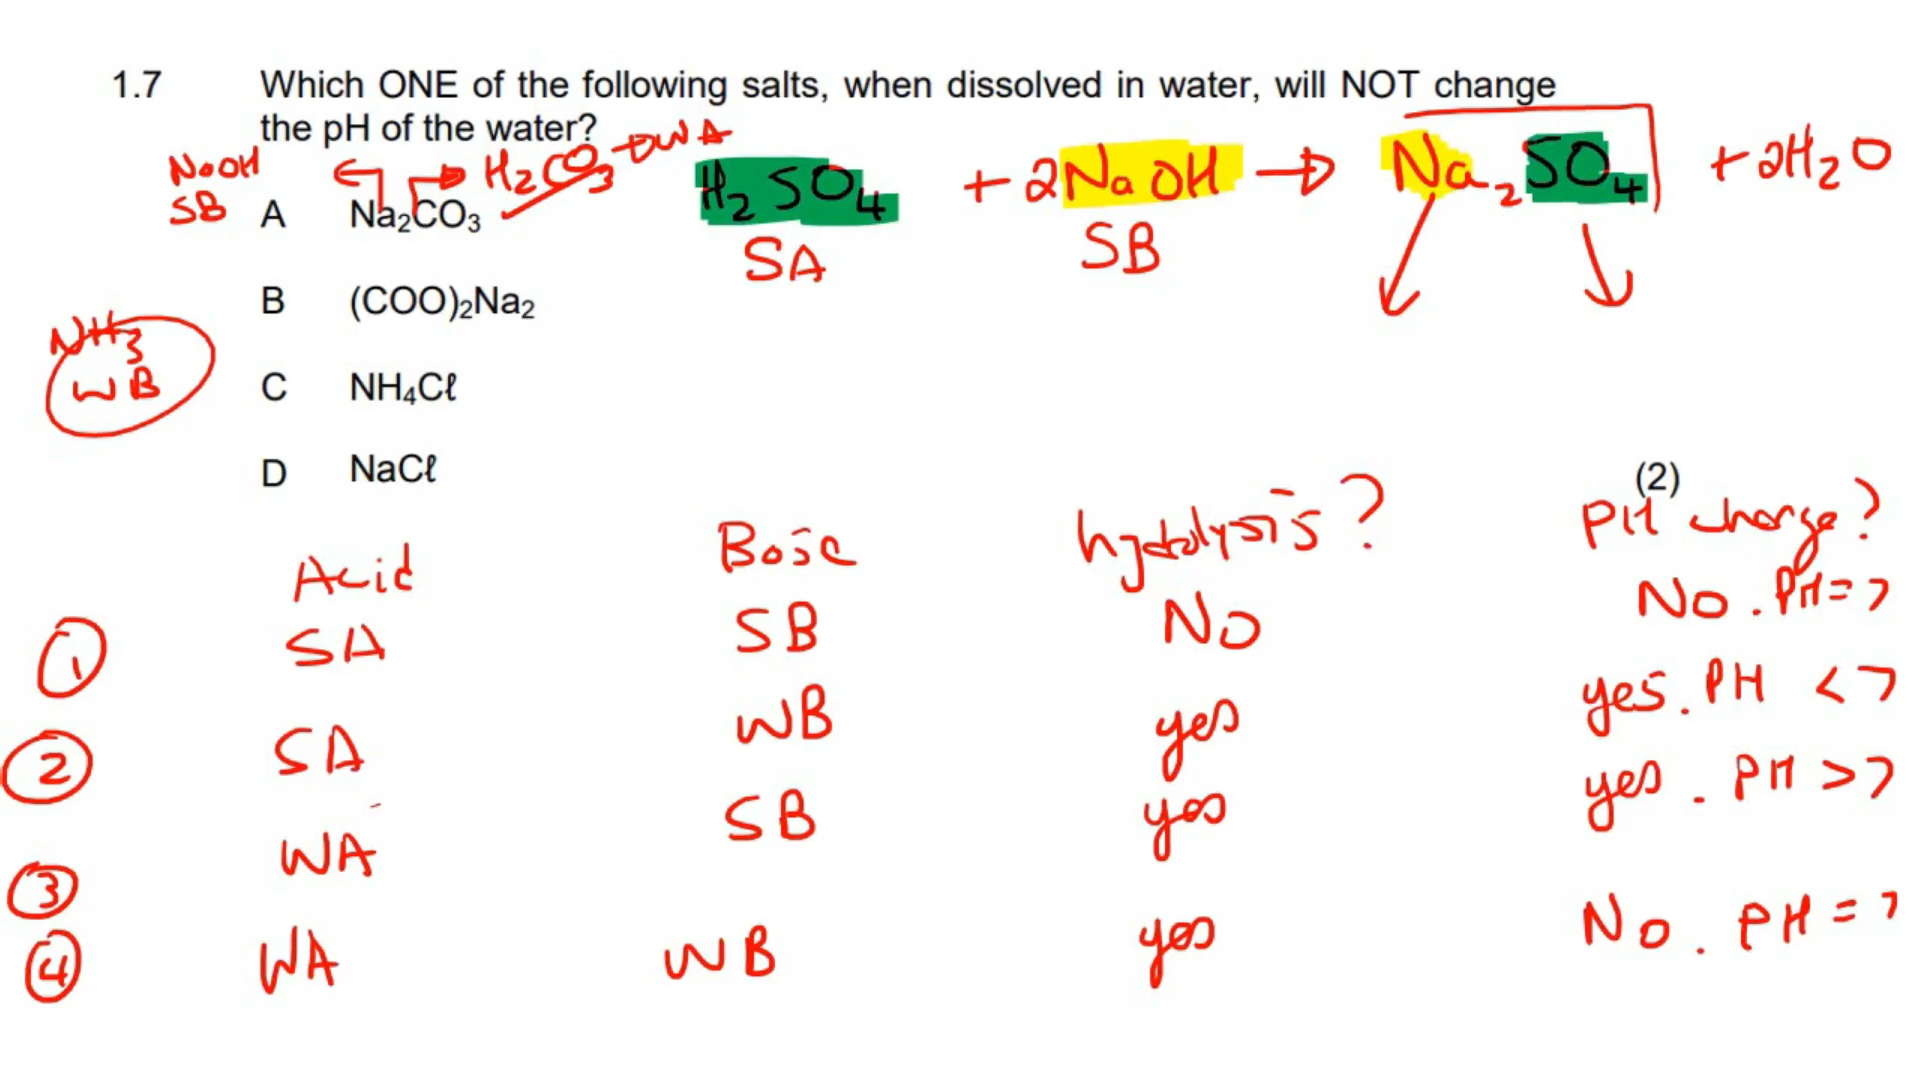 1.7 Which ONE of the following salts, when dissolved in water, will NOT change
the pH of the water?
NaOH H₂CO₃ → WA
SB
A Na₂CO₃
H₂SO₄ + 2NaOH → Na₂SO₄ + 2H₂O
SA SB
B (COO)₂Na₂
NH₃
WB
C NH₄Cℓ
D NaCℓ
(2)
Acid Base hydolysis? PH change?
1 SA SB No No. PH=7
2 SA WB yes yes. PH <7
3 WA SB yes yes. PH >7
4 WA WB yes No. PH=7